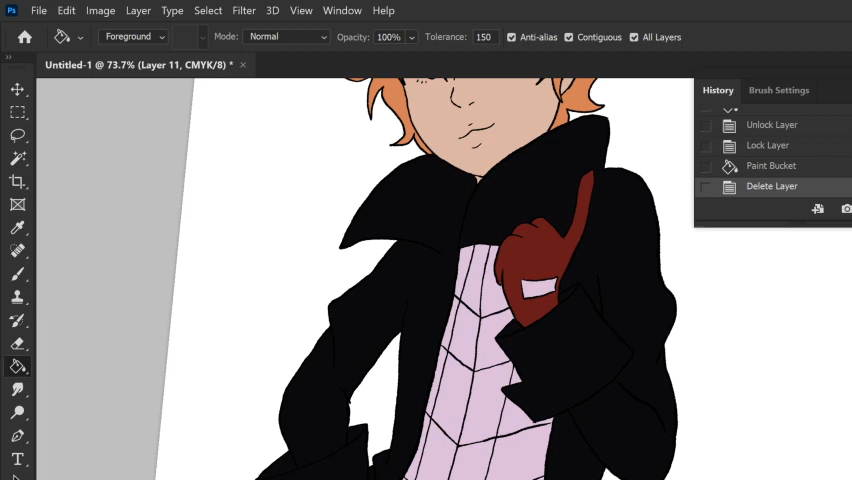 Ps File Edit Image Layer Type Select Filter 3D View Window Help
Foreground Mode: Normal Opacity: 100% Tolerance: 150 Anti-alias Contiguous All Layers
Untitled-1 @ 73.7% (Layer 11, CMYK/8) * ×
History Brush Settings
Unlock Layer
Lock Layer
Paint Bucket
Delete Layer